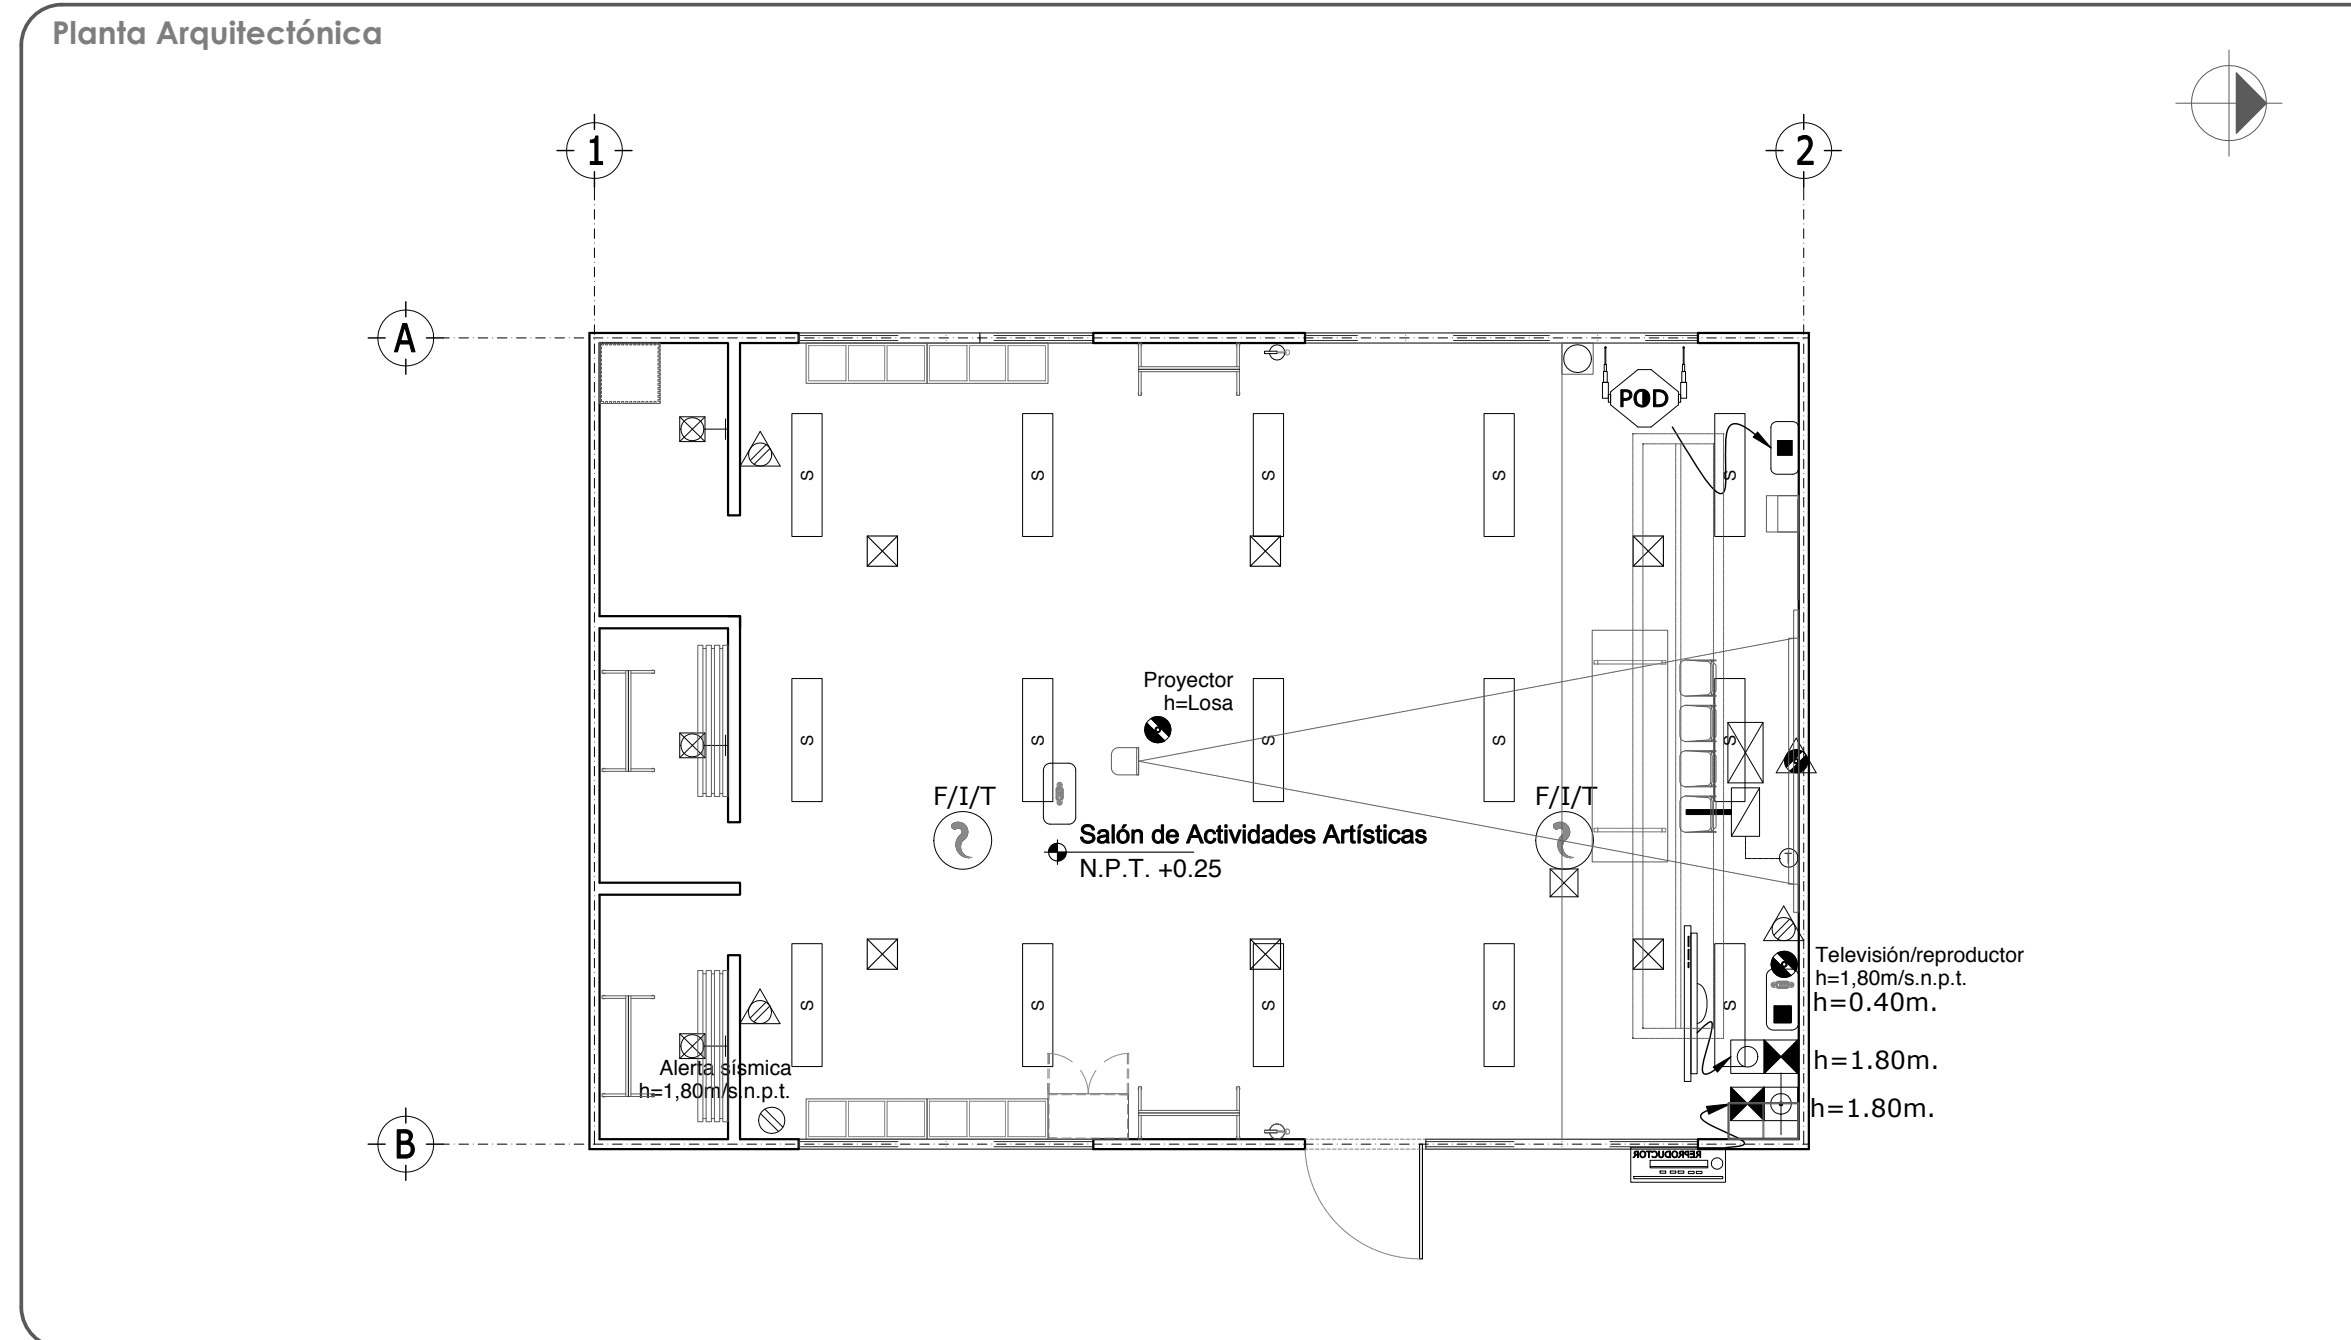 Planta Arquitectónica
1
2
A
POD
S
S
S
S
S
Proyector
h=Losa
S
S
S
S
S
F/I/T
F/I/T
Salón de Actividades Artísticas
N.P.T. +0.25
T
Televisión/reproductor
h=1,80m/s.n.p.t.
h=0.40m.
S
S
S
S
S
Alerta sísmica
h=1,80m/s.n.p.t.
h=1.80m.
h=1.80m.
B
REPRODUCTOR